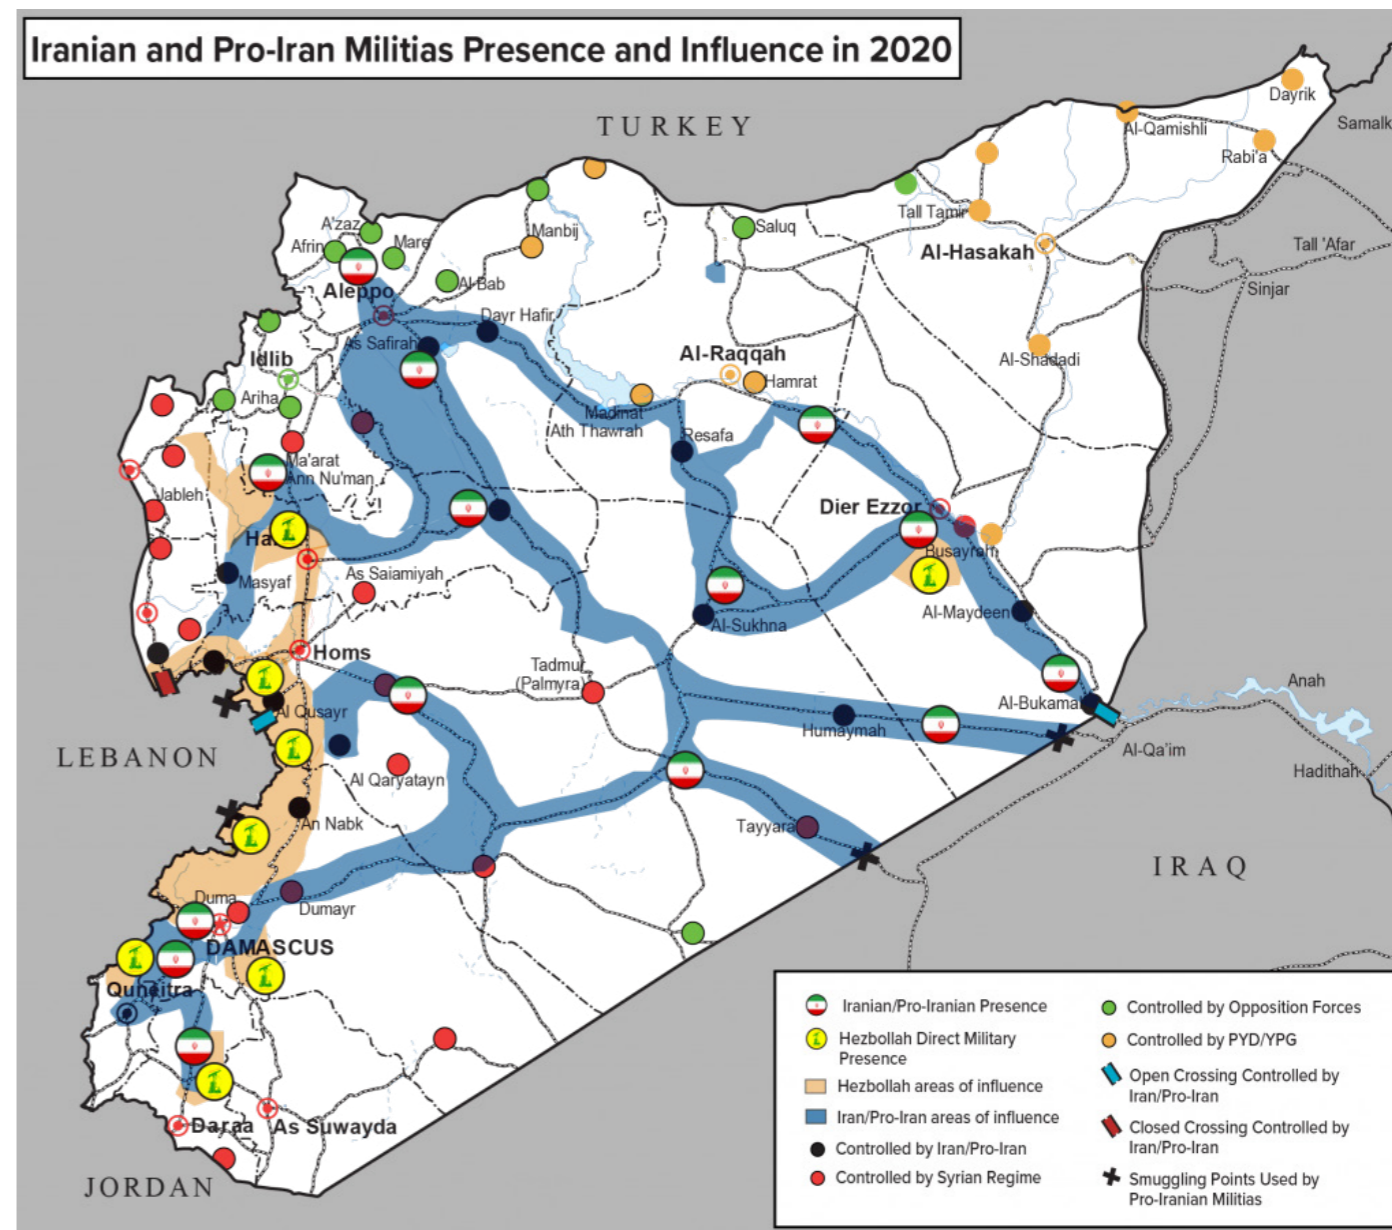 Iranian and Pro-Iran Militias Presence and Influence in 2020
TURKEY
Dayrik
Samalk
Al-Qamishli
Rabi'a
Tall Tamir
Tall 'Afar
A'zaz
Afrin
Mare
Manbij
Saluq
Al-Hasakah
Sinjar
Al Bab
Aleppo
Dayr Hafir
As Safirah
Idlib
Al-Raqqah
Al-Shadadi
Hamrat
Ariha
Madinat
Ath Thawrah
Resafa
Ma'arat
Ann Nu'man
Jableh
Dier Ezzor
Ha
Busayrah
Masyaf
As Saiamiyah
Al-Maydeen
Al-Sukhna
Homs
Tadmur
(Palmyra)
Anah
Al Qusayr
Al-Bukamal
Humaymah
Al-Qa'im
LEBANON
Hadithah
Al Qaryatayn
An Nabk
Tayyara
IRAQ
Duma
Dumayr
DAMASCUS
Quneitra
Daraa
As Suwayda
JORDAN
Iranian/Pro-Iranian Presence
Hezbollah Direct Military
Presence
Hezbollah areas of influence
Iran/Pro-Iran areas of influence
Controlled by Iran/Pro-Iran
Controlled by Syrian Regime
Controlled by Opposition Forces
Controlled by PYD/YPG
Open Crossing Controlled by
Iran/Pro-Iran
Closed Crossing Controlled by
Iran/Pro-Iran
Smuggling Points Used by
Pro-Iranian Militias